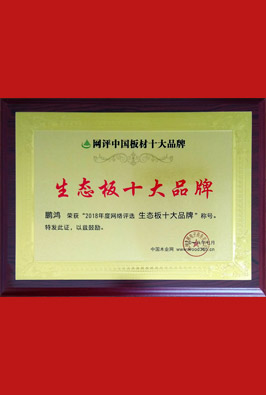 网评中国板材十大品牌
生态板十大品牌
鹏鸿 荣获“2018年度网络评选 生态板十大品牌”称号。
特发此证，以兹鼓励。
中国木业网